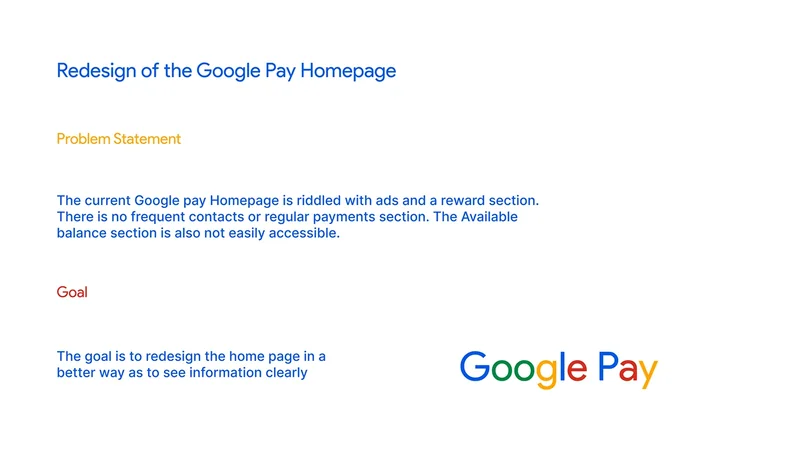 Redesign of the Google Pay Homepage
Problem Statement
The current Google pay Homepage is riddled with ads and a reward section.
There is no frequent contacts or regular payments section. The Available
balance section is also not easily accessible.
Goal
The goal is to redesign the home page in a
better way as to see information clearly
Google Pay